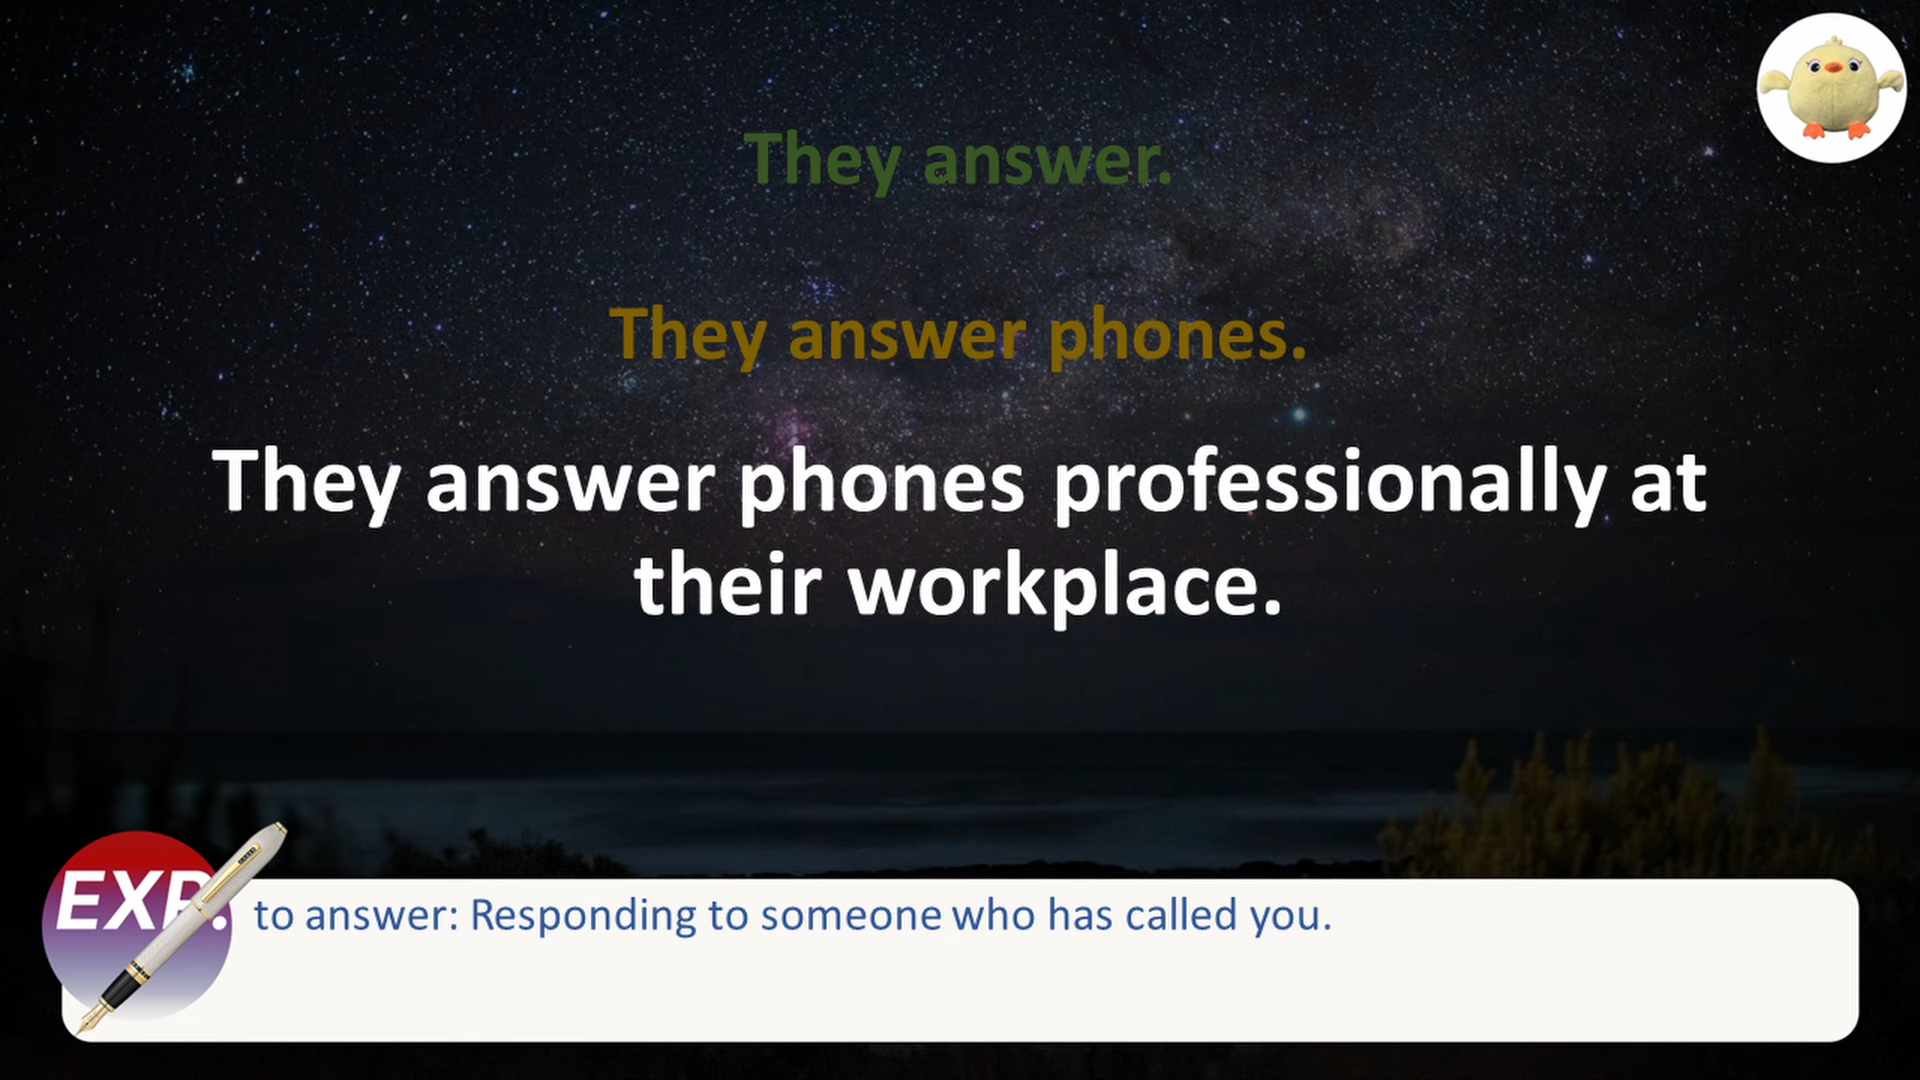 They answer.
They answer phones.
They answer phones professionally at
their workplace.
EXP.
to answer: Responding to someone who has called you.